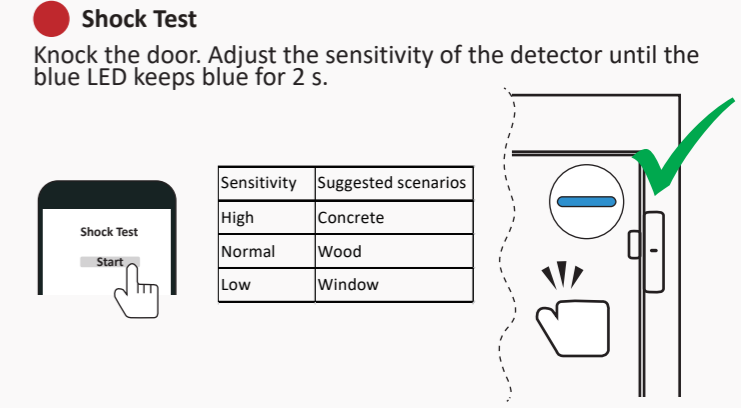 Shock Test
Knock the door. Adjust the sensitivity of the detector until the
blue LED keeps blue for 2 s.
Shock Test
Start
Sensitivity Suggested scenarios
High Concrete
Normal Wood
Low Window